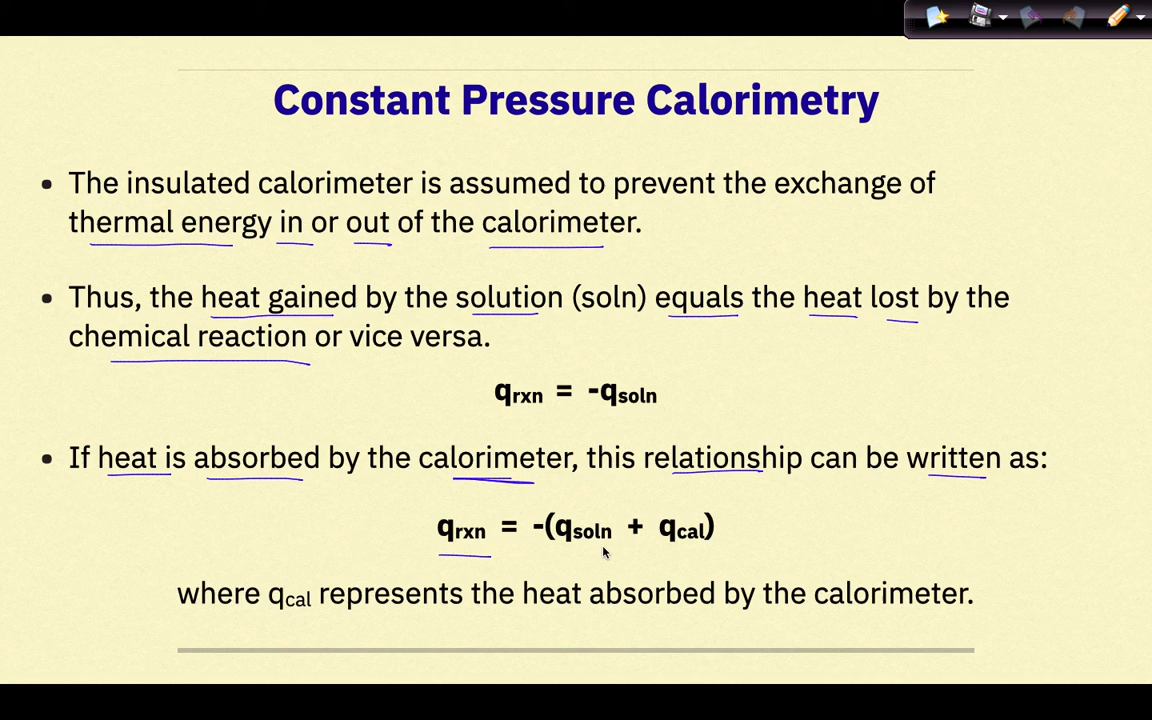 Constant Pressure Calorimetry
• The insulated calorimeter is assumed to prevent the exchange of
thermal energy in or out of the calorimeter.
• Thus, the heat gained by the solution (soln) equals the heat lost by the
chemical reaction or vice versa.
qrxn = -qsoln
• If heat is absorbed by the calorimeter, this relationship can be written as:
qrxn = -(qsoln + qcal)
where qcal represents the heat absorbed by the calorimeter.